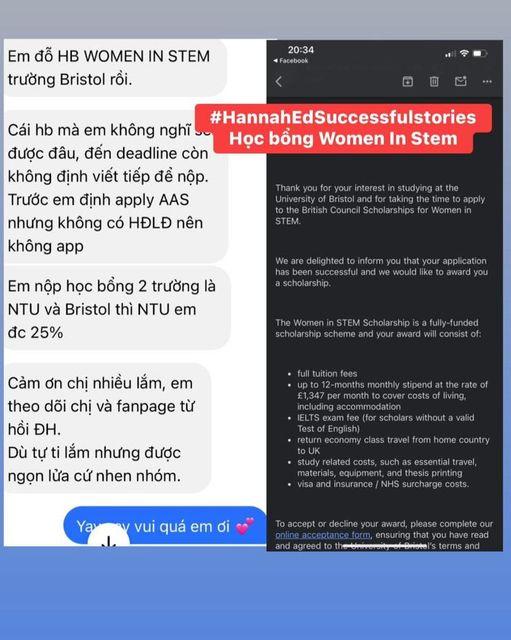 Em đỗ HB WOMEN IN STEM
trường Bristol rồi.
Cái hb mà em không nghĩ
được đâu, đến deadline còn
không định viết tiếp để nộp.
Trước em định apply AAS
nhưng không có HĐLĐ nên
không app
Em nộp học bổng 2 trường là
NTU và Bristol thì NTU em
đc 25%
Cảm ơn chị nhiều lắm, em
theo dõi chị và fanpage từ
hồi ĐH.
Dù tự ti lắm nhưng được
ngọn lửa cứ nhen nhóm.
vui quá em ơi 💕
20:34
Facebook
#HannahEdSuccessfulstories
Học bổng Women In Stem
Thank you for your interest in studying at the
University of Bristol and for taking the time to apply
to the British Council Scholarships for Women in
STEM.
We are delighted to inform you that your application
has been successful and we would like to award you
a scholarship.
The Women in STEM Scholarship is a fully-funded
scholarship scheme and your award will consist of:
• full tuition fees
• up to 12-months monthly stipend at the rate of
£1,347 per month to cover costs of living,
including accommodation
• IELTS exam fee (for scholars without a valid
Test of English)
• return economy class travel from home country
to UK
• study related costs, such as essential travel,
materials, equipment, and thesis printing
• visa and insurance / NHS surcharge costs.
To accept or decline your award, please complete our
online acceptance form, ensuring that you have read
and agreed to the University of Bristol's terms and